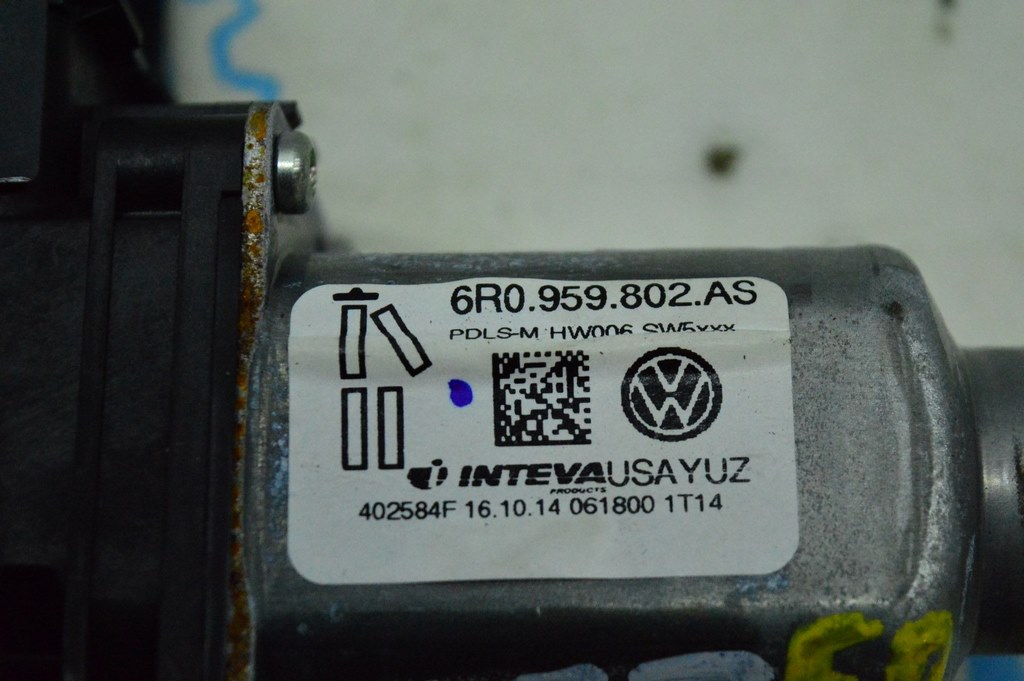 6R0.959.802.AS
PDLS-M HW006 SW5xxx
INTEVA USAYUZ
PRODUCTS
402584F 16.10.14 061800 1T14